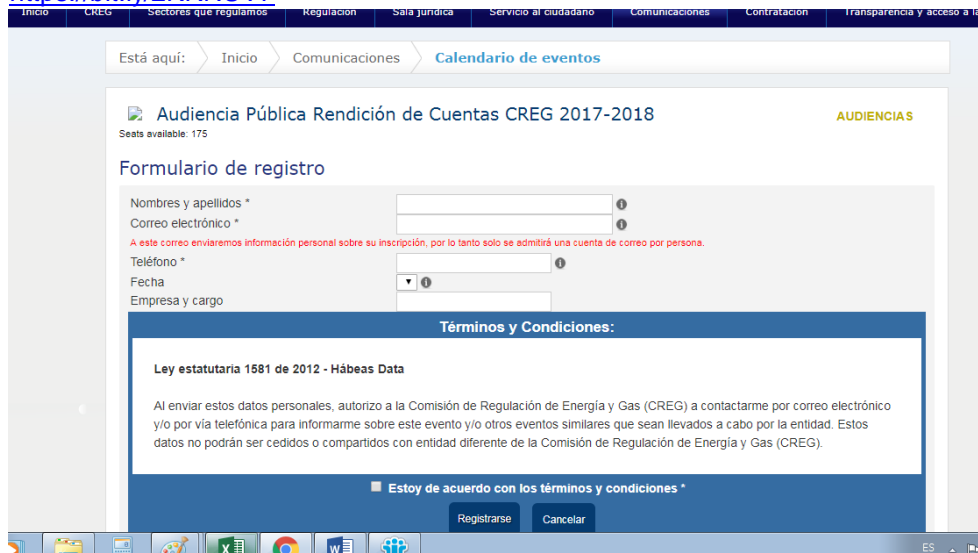 Inicio CREG Sectores que regulamos Regulación Sala jurídica Servicio al ciudadano Comunicaciones Contratación Transparencia y acceso a la
Está aquí: Inicio Comunicaciones Calendario de eventos
Audiencia Pública Rendición de Cuentas CREG 2017-2018 AUDIENCIAS
Seats available: 175
Formulario de registro
Nombres y apellidos *
Correo electrónico *
A este correo enviaremos información personal sobre su inscripción, por lo tanto solo se admitirá una cuenta de correo por persona.
Teléfono *
Fecha
Empresa y cargo
Términos y Condiciones:
Ley estatutaria 1581 de 2012 - Hábeas Data
Al enviar estos datos personales, autorizo a la Comisión de Regulación de Energía y Gas (CREG) a contactarme por correo electrónico
y/o por vía telefónica para informarme sobre este evento y/o otros eventos similares que sean llevados a cabo por la entidad. Estos
datos no podrán ser cedidos o compartidos con entidad diferente de la Comisión de Regulación de Energía y Gas (CREG).
Estoy de acuerdo con los términos y condiciones *
Registrarse Cancelar
ES